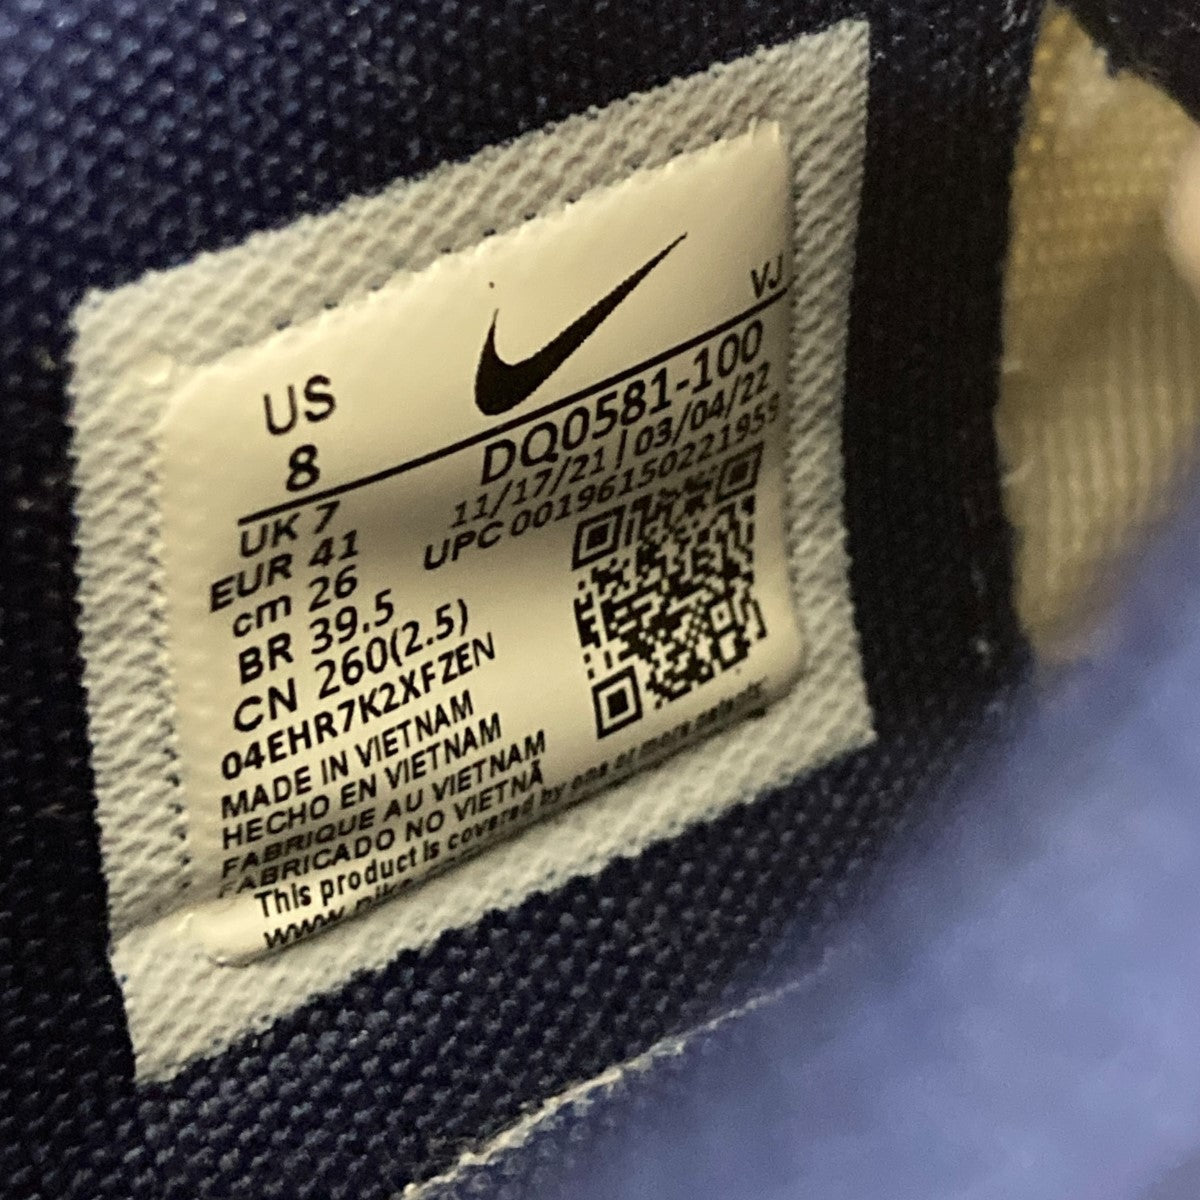 US
8
VJ
DQ0581-100
11/17/21 | 03/04/22
UPC 00196150221959
UK 7
EUR 41
cm 26
BR 39.5
CN 260(2.5)
04EHR7K2XFZEN
MADE IN VIETNAM
HECHO EN VIETNAM
FABRIQUE AU VIETNAM
FABRICADO NO VIETNÃ
This product is covered by one or more patents.
www.nike